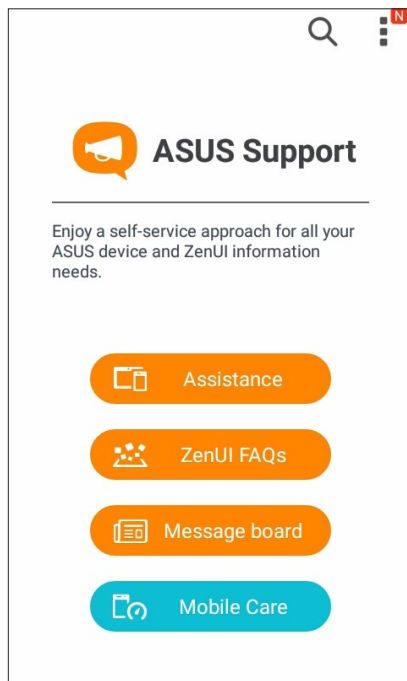 N
ASUS Support
Enjoy a self-service approach for all your
ASUS device and ZenUI information
needs.
Assistance
ZenUI FAQs
Message board
Mobile Care